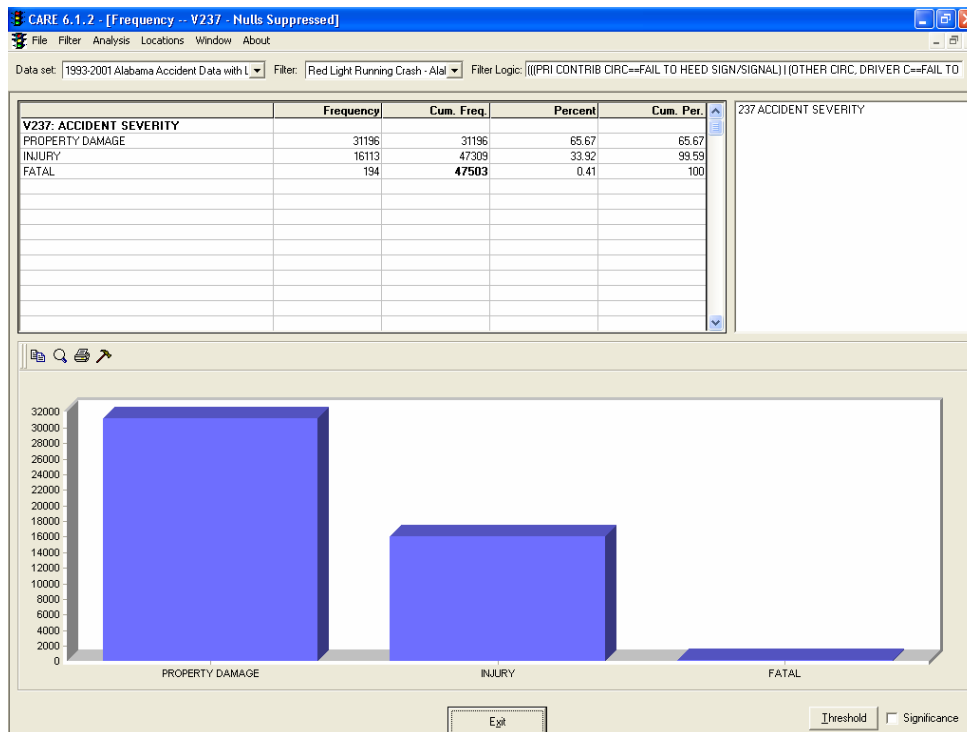 CARE 6.1.2 - [Frequency -- V237 - Nulls Suppressed]
File Filter Analysis Locations Window About
Data set: 1993-2001 Alabama Accident Data with L Filter: Red Light Running Crash - Alal Filter Logic: (((PRI CONTRIB CIRC==FAIL TO HEED SIGN/SIGNAL) | (OTHER CIRC, DRIVER C==FAIL TO
Frequency Cum. Freq. Percent Cum. Per.
V237: ACCIDENT SEVERITY
PROPERTY DAMAGE 31196 31196 65.67 65.67
INJURY 16113 47309 33.92 99.59
FATAL 194 47503 0.41 100
237 ACCIDENT SEVERITY
32000
30000
28000
26000
24000
22000
20000
18000
16000
14000
12000
10000
8000
6000
4000
2000
0
PROPERTY DAMAGE INJURY FATAL
Exit Threshold Significance